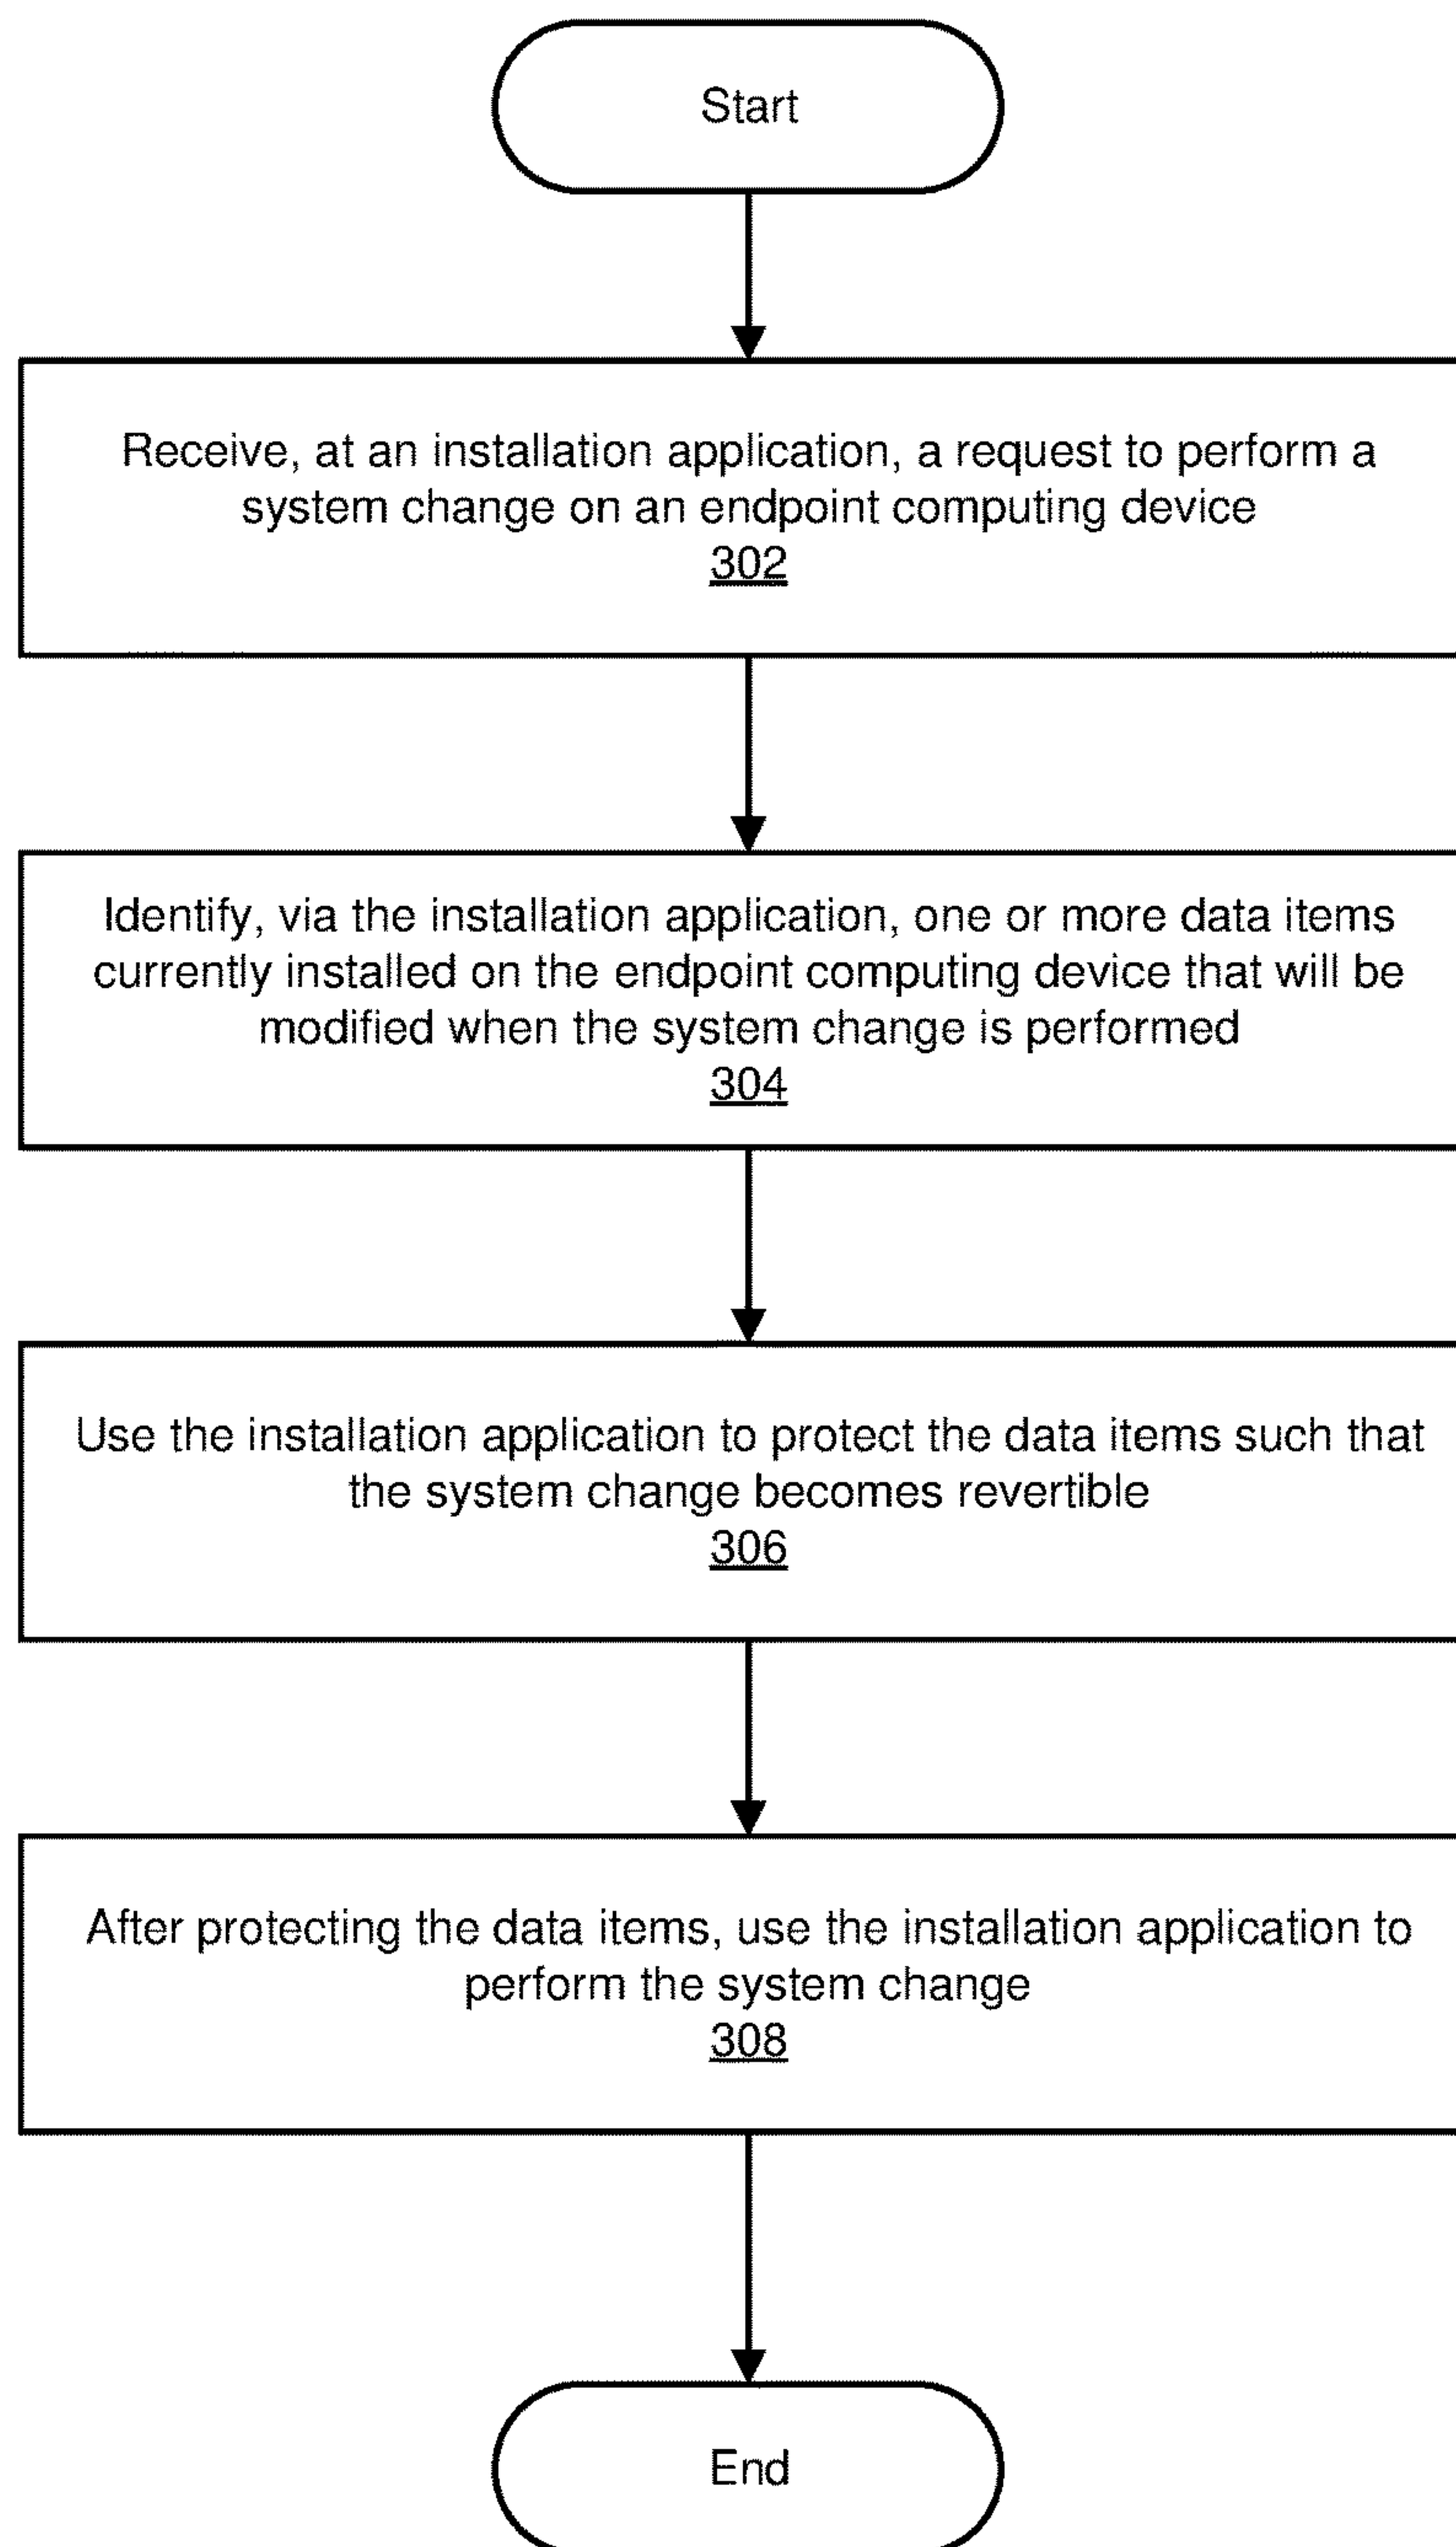 Start
Receive, at an installation application, a request to perform a
system change on an endpoint computing device
302
Identify, via the installation application, one or more data items
currently installed on the endpoint computing device that will be
modified when the system change is performed
304
Use the installation application to protect the data items such that
the system change becomes revertible
306
After protecting the data items, use the installation application to
perform the system change
308
End